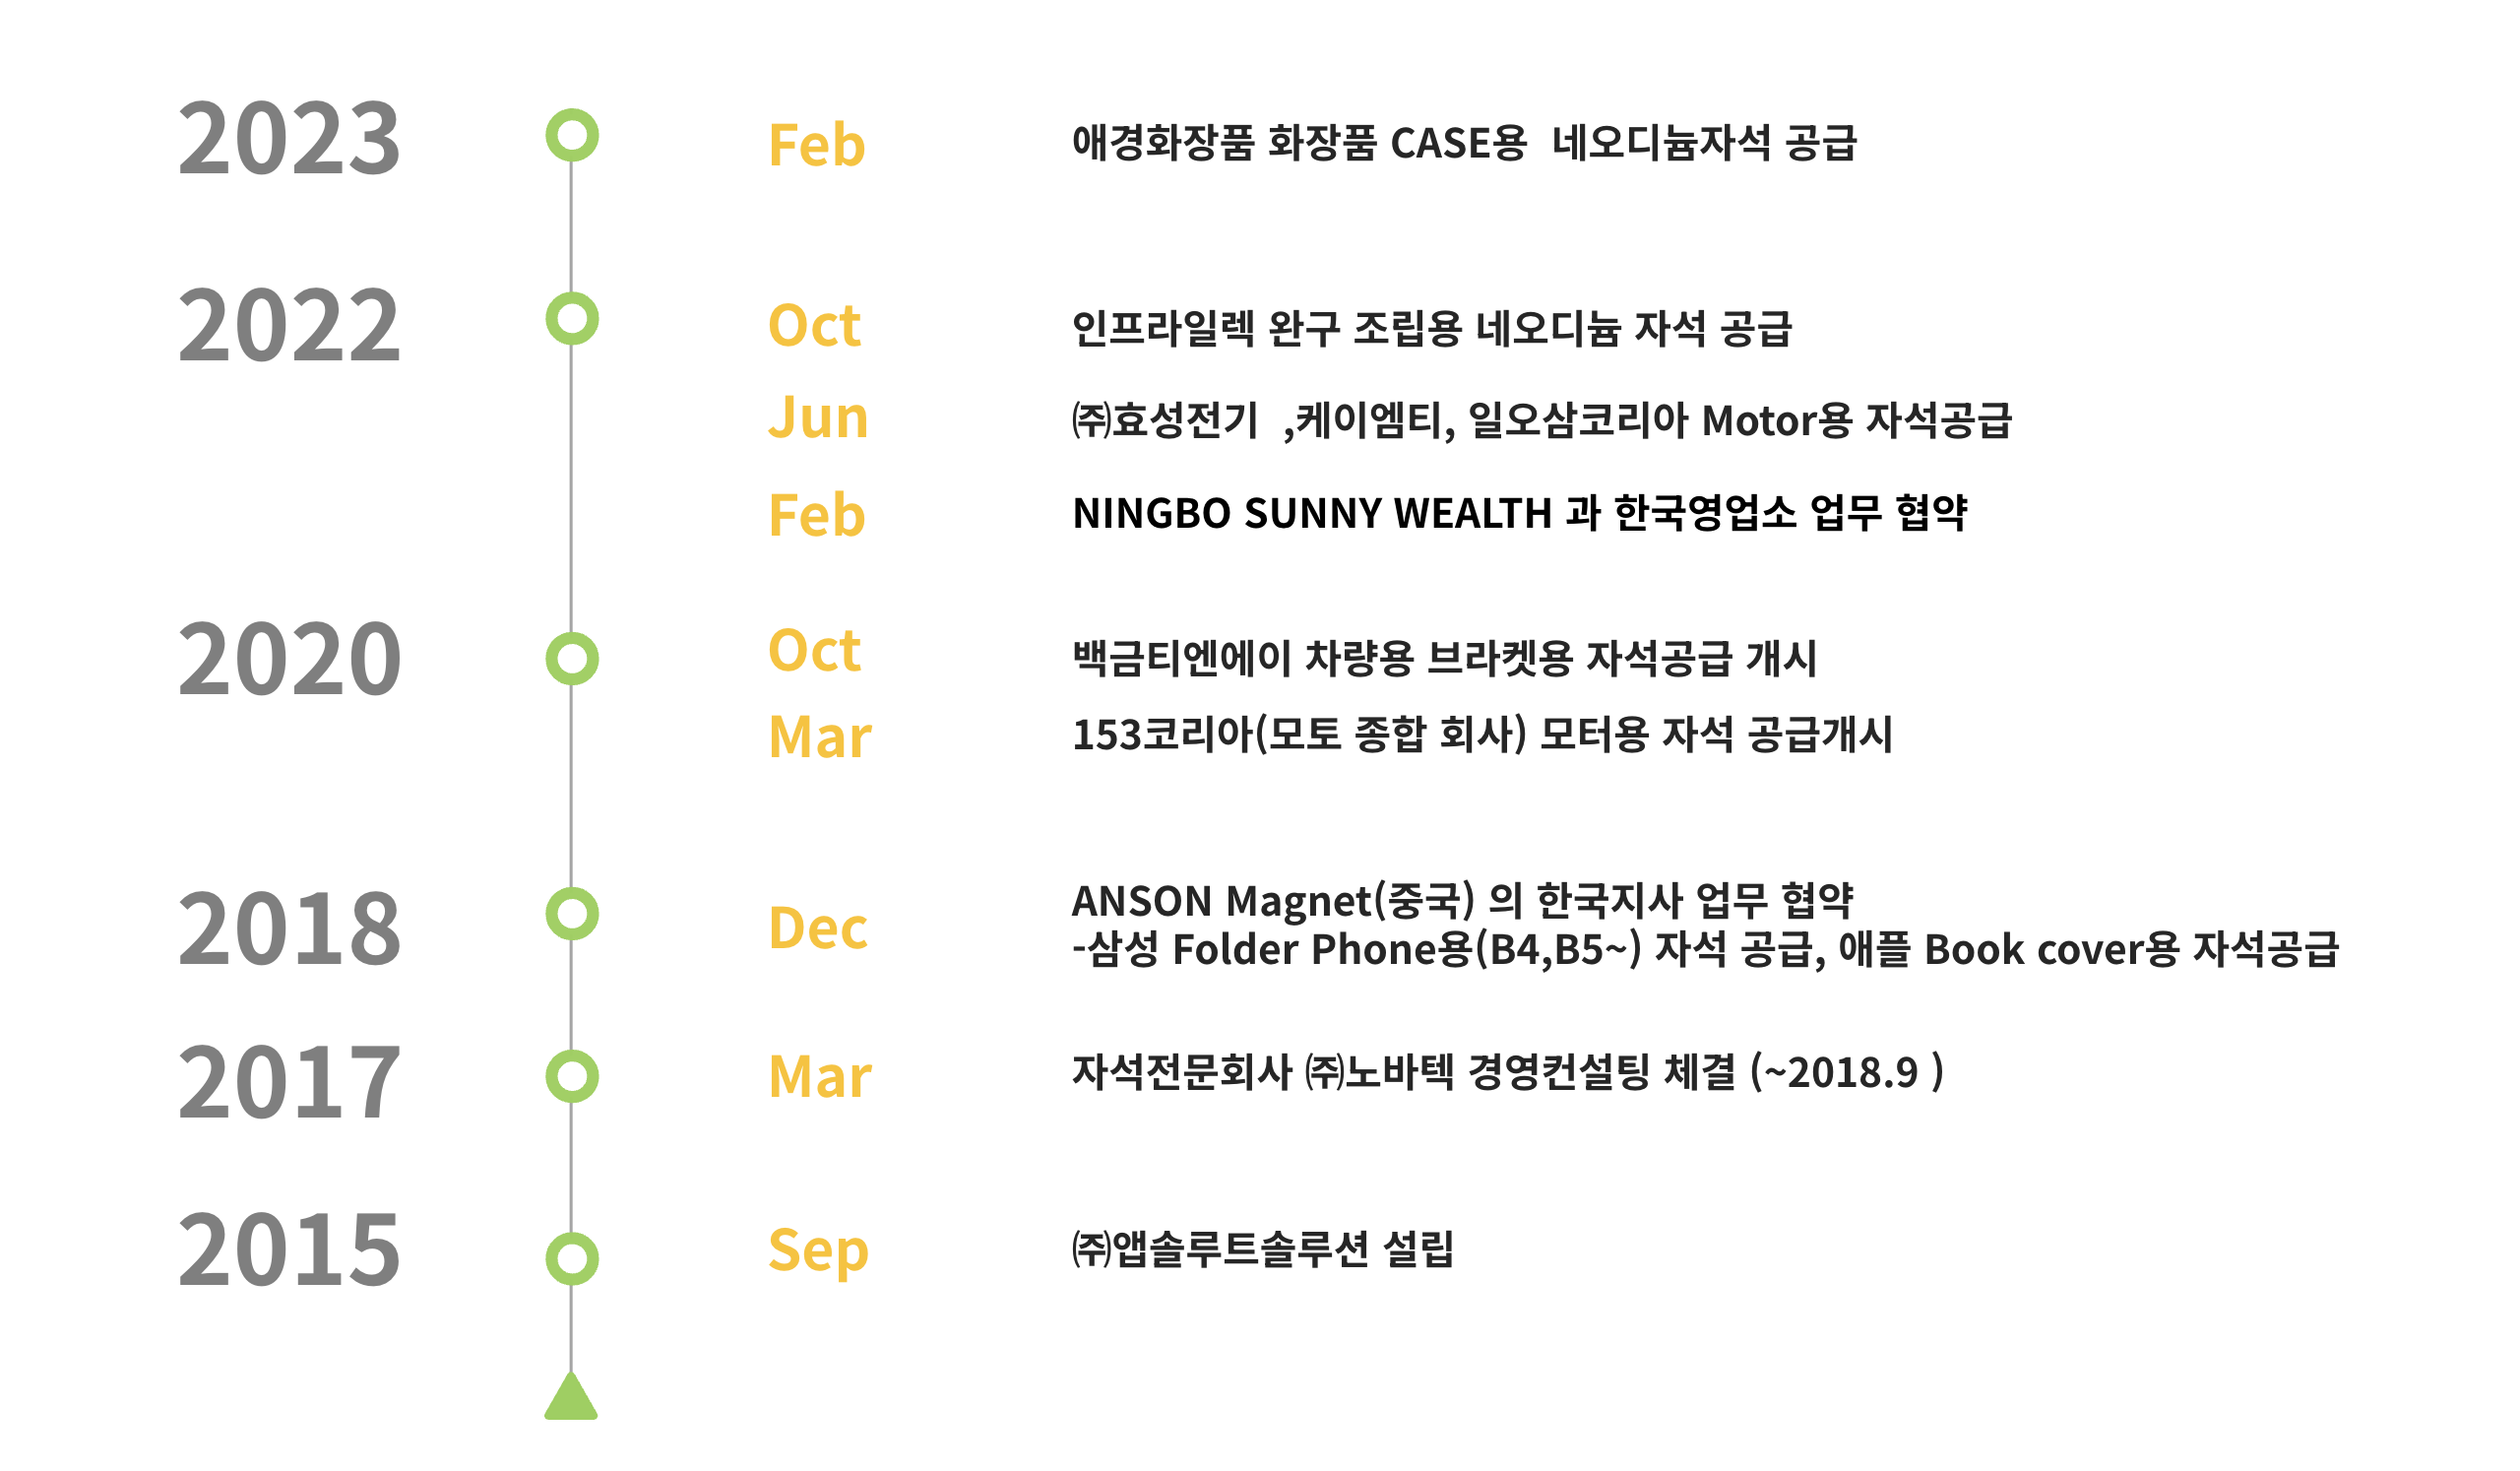 2023 Feb 애경화장품 화장품 CASE용 네오디늄자석 공급
2022 Oct 인프라일렉 완구 조립용 네오디늄 자석 공급
Jun ㈜효성전기 ,케이엠티, 일오삼코리아 Motor용 자석공급
Feb NINGBO SUNNY WEALTH 과 한국영업소 업무 협약
2020 Oct 백금티앤에이 차량용 브라켓용 자석공급 개시
Mar 153코리아(모트 종합 회사) 모터용 자석 공급개시
2018 Dec ANSON Magnet(중국) 의 한국지사 업무 협약
-삼성 Folder Phone용(B4,B5~) 자석 공급, 애플 Book cover용 자석공급
2017 Mar 자석전문회사 ㈜노바텍 경영컨설팅 체결 (~2018.9 )
2015 Sep ㈜앱솔루트솔루션 설립